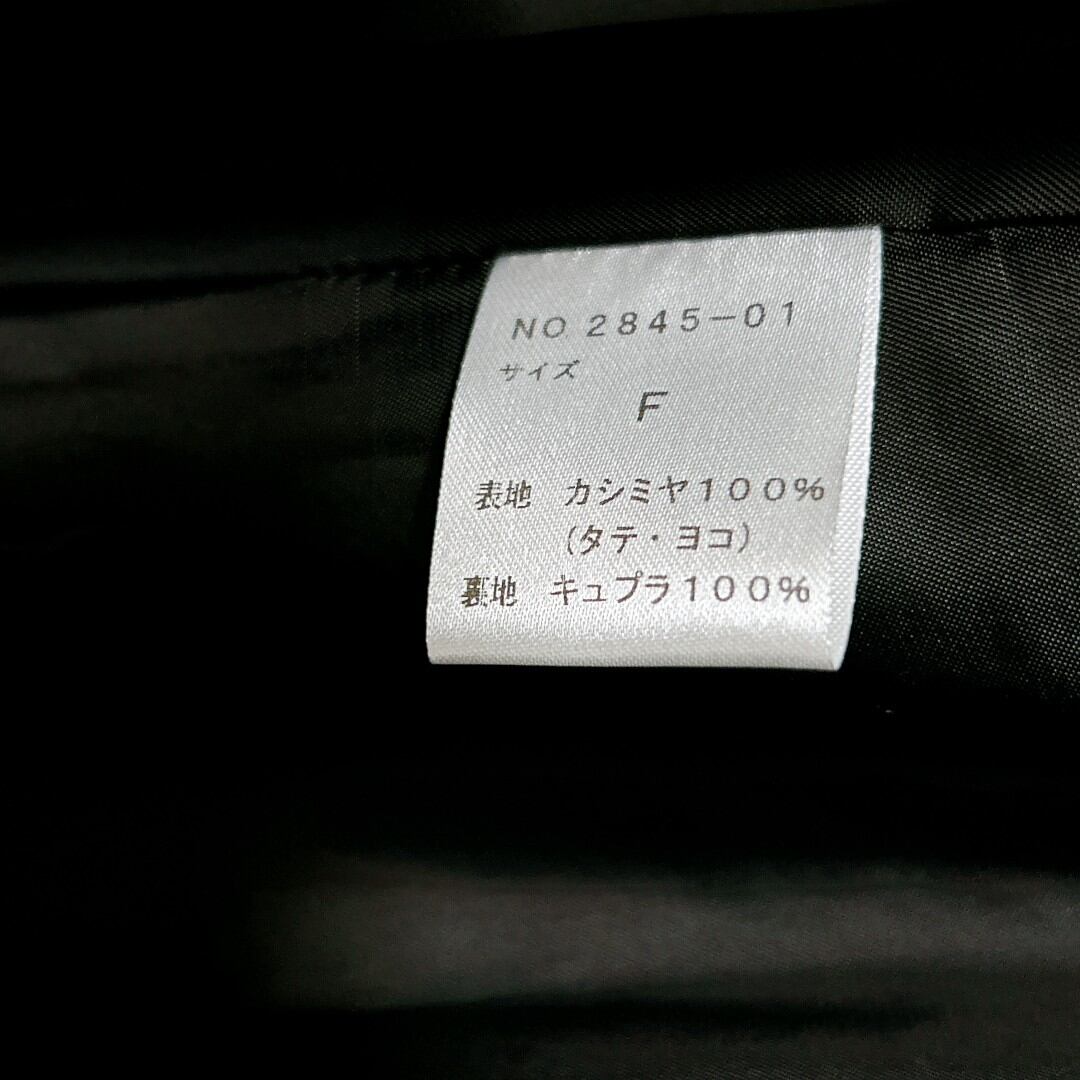 NO 2845-01
サイズ
F
表地 カシミヤ100%
(タテ・ヨコ)
裏地 キュプラ100%